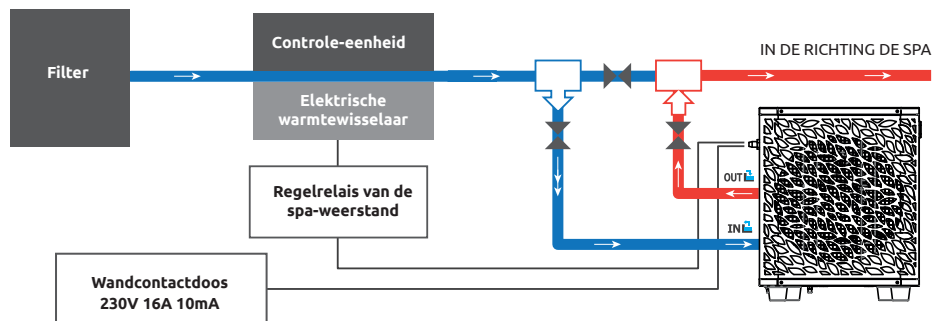 Filter
Controle-eenheid
Elektrische
warmtewisselaar
Regelrelais van de
spa-weerstand
Wandcontactdoos
230V 16A 10mA
IN DE RICHTING DE SPA
OUT
IN